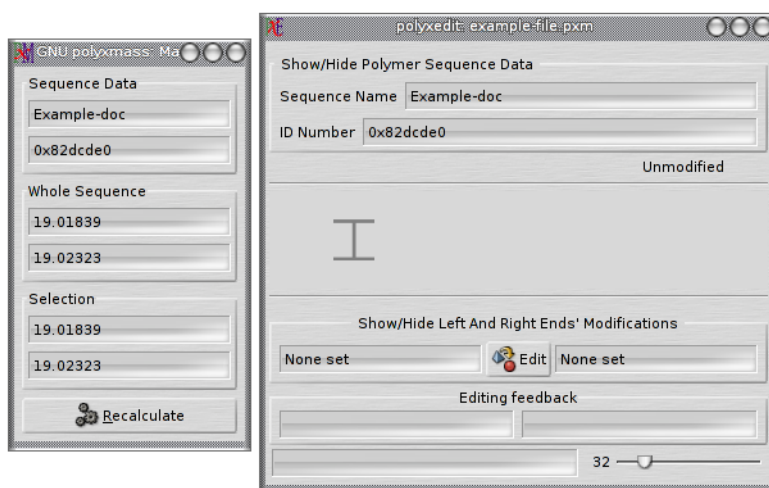 GNU polyxmass: Ma
Sequence Data
Example-doc
0x82dcde0
Whole Sequence
19.01839
19.02323
Selection
19.01839
19.02323
Recalculate
polyxedit: example-file.pxm
Show/Hide Polymer Sequence Data
Sequence Name Example-doc
ID Number 0x82dcde0
Unmodified
Show/Hide Left And Right Ends' Modifications
None set Edit None set
Editing feedback
32